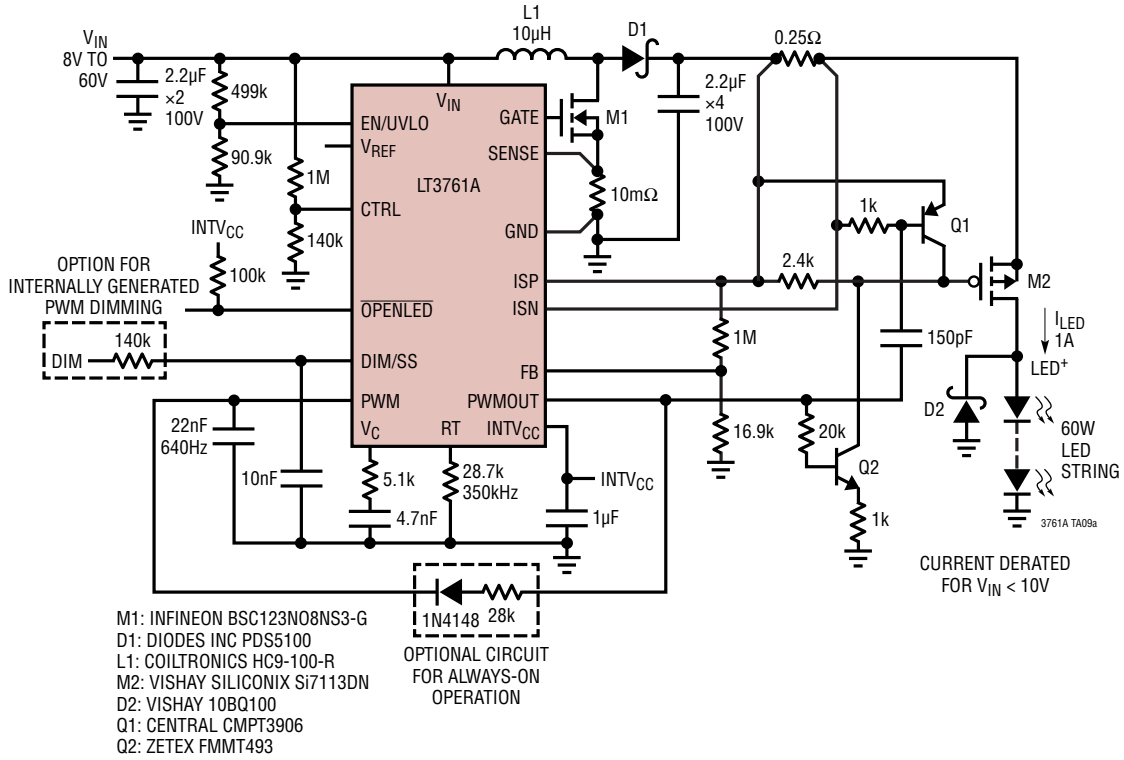 L1
10µH
D1
0.25Ω
VIN
8V TO
60V
2.2µF
×2
100V
499k
90.9k
1M
140k
VIN
EN/UVLO
VREF
LT3761A
CTRL
GATE
SENSE
GND
M1
10mΩ
2.2µF
×4
100V
INTVCC
100k
OPTION FOR
INTERNALLY GENERATED
PWM DIMMING
DIM
140k
OPENLED
DIM/SS
PWM
VC
RT
INTVCC
ISP
ISN
FB
PWMOUT
1k
Q1
2.4k
M2
1M
150pF
ILED
1A
LED+
D2
16.9k
20k
Q2
1k
60W
LED
STRING
3761A TA09a
22nF
640Hz
10nF
5.1k
4.7nF
28.7k
350kHz
INTVCC
1µF
CURRENT DERATED
FOR VIN < 10V
1N4148
28k
OPTIONAL CIRCUIT
FOR ALWAYS-ON
OPERATION
M1: INFINEON BSC123NO8NS3-G
D1: DIODES INC PDS5100
L1: COILTRONICS HC9-100-R
M2: VISHAY SILICONIX Si7113DN
D2: VISHAY 10BQ100
Q1: CENTRAL CMPT3906
Q2: ZETEX FMMT493